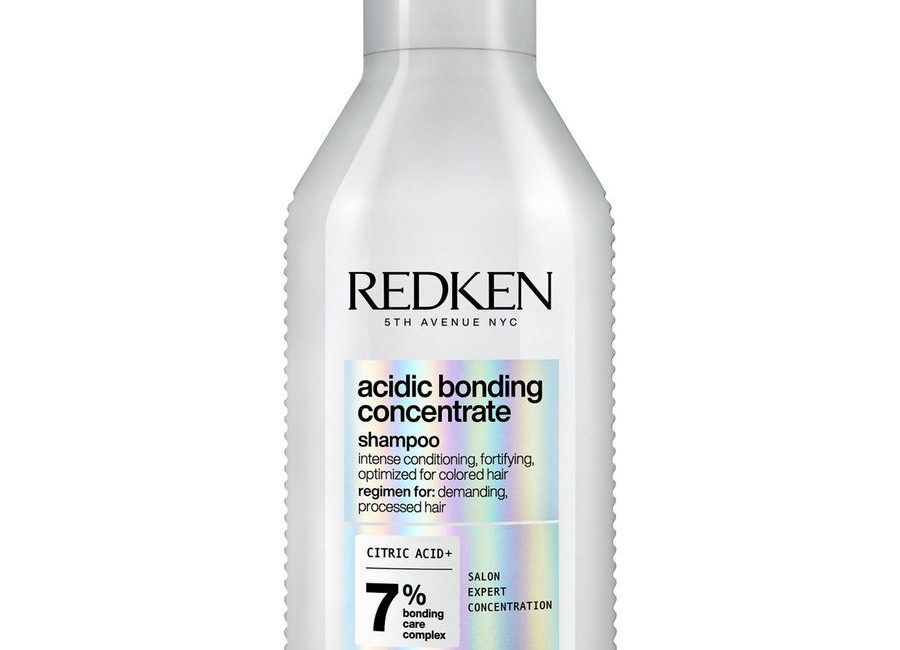 REDKEN
5TH AVENUE NYC
acidic bonding
concentrate
shampoo
intense conditioning, fortifying,
optimized for colored hair
regimen for: demanding,
processed hair
CITRIC ACID+
7%
bonding
care
complex
SALON
EXPERT
CONCENTRATION